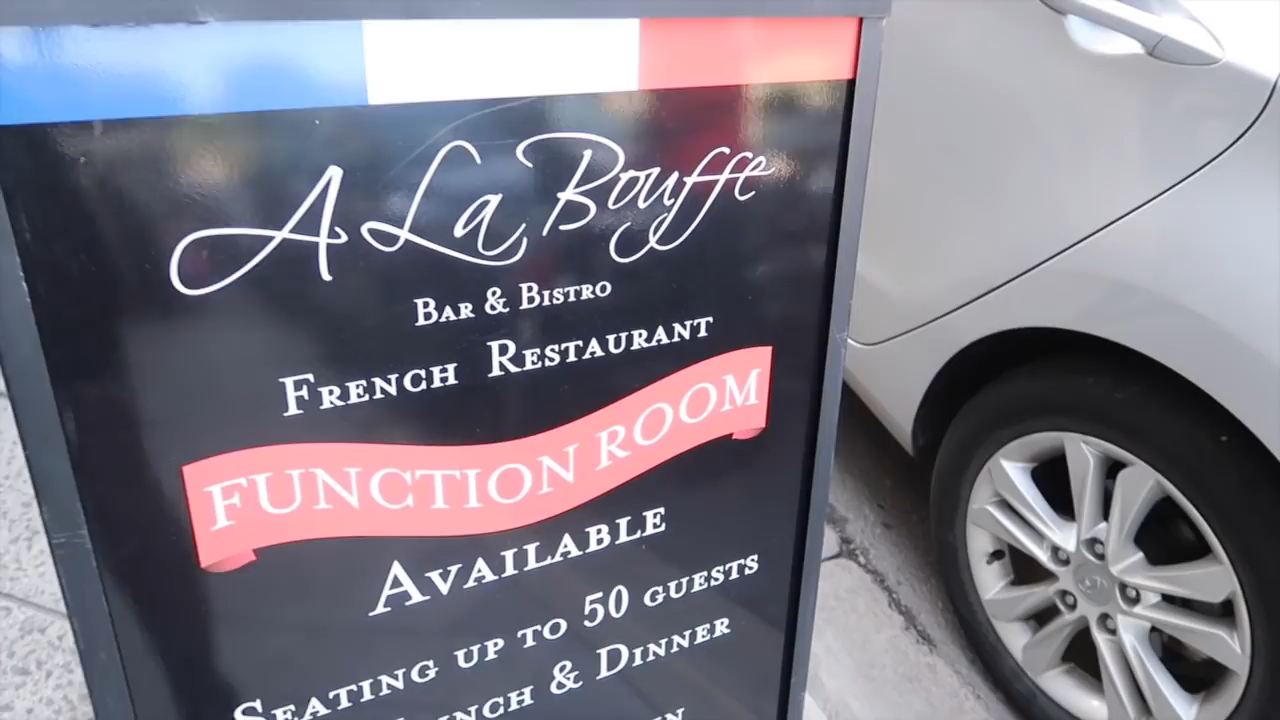 A La Bouffe
BAR & BISTRO
FRENCH RESTAURANT
FUNCTION ROOM
AVAILABLE
SEATING UP TO 50 GUESTS
& DINNER